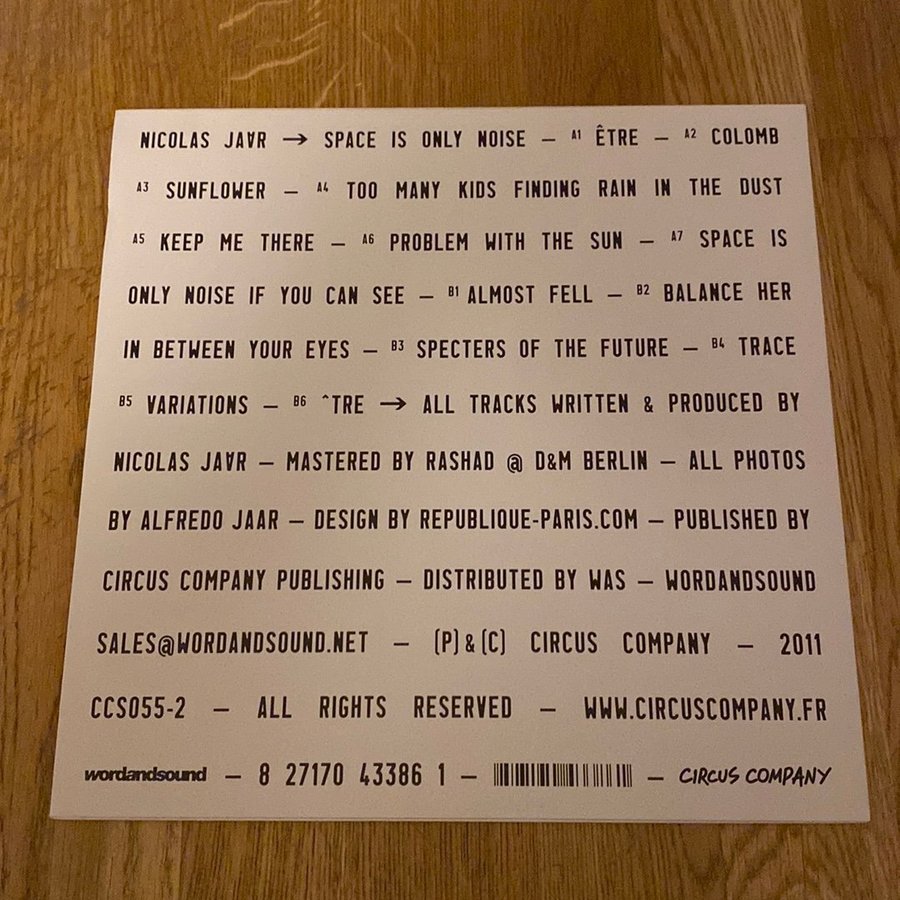 NICOLAS JA∀R → SPACE IS ONLY NOISE – A1 ÊTRE – A2 COLOMB
A3 SUNFLOWER – A4 TOO MANY KIDS FINDING RAIN IN THE DUST
A5 KEEP ME THERE – A6 PROBLEM WITH THE SUN – A7 SPACE IS
ONLY NOISE IF YOU CAN SEE – B1 ALMOST FELL – B2 BALANCE HER
IN BETWEEN YOUR EYES – B3 SPECTERS OF THE FUTURE – B4 TRACE
B5 VARIATIONS – B6 ^TRE → ALL TRACKS WRITTEN & PRODUCED BY
NICOLAS JA∀R – MASTERED BY RASHAD @ D&M BERLIN – ALL PHOTOS
BY ALFREDO JAAR – DESIGN BY REPUBLIQUE-PARIS.COM – PUBLISHED BY
CIRCUS COMPANY PUBLISHING – DISTRIBUTED BY WAS – WORDANDSOUND
SALES@WORDANDSOUND.NET – (P) & (C) CIRCUS COMPANY – 2011
CCS055-2 – ALL RIGHTS RESERVED – WWW.CIRCUSCOMPANY.FR
wordandsound – 8 27170 43386 1 – – CIRCUS COMPANY